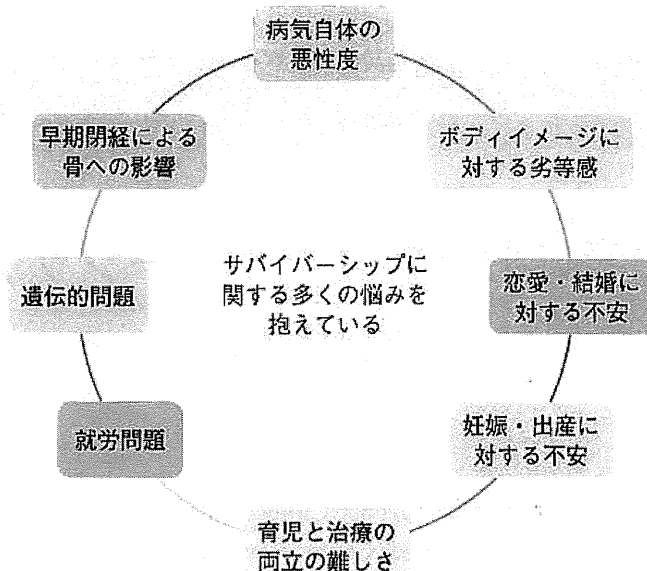 病気自体の
悪性度
ボディイメージに
対する劣等感
恋愛・結婚に
対する不安
妊娠・出産に
対する不安
育児と治療の
両立の難しさ
就労問題
遺伝的問題
早期閉経による
骨への影響
サバイバーシップに
関する多くの悩みを
抱えている